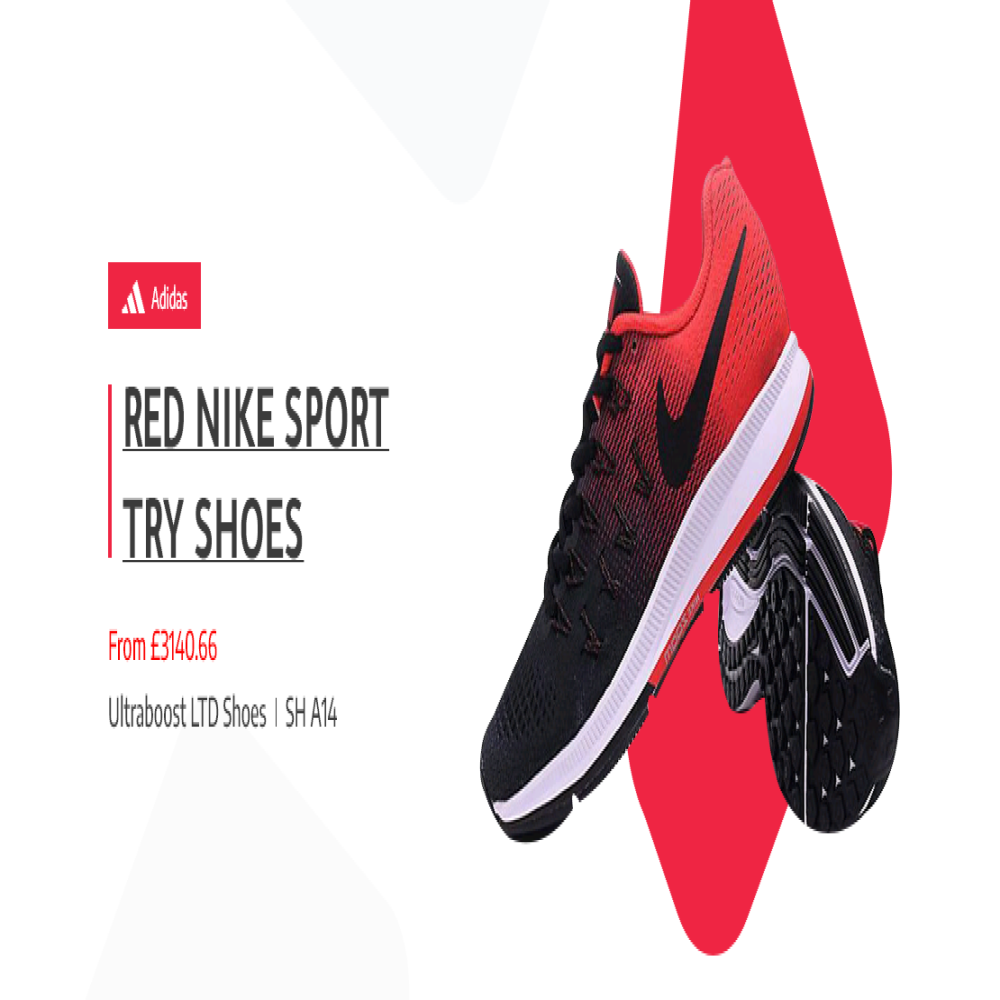 Adidas
RED NIKE SPORT
TRY SHOES
From £3140.66
Ultraboost LTD Shoes | SH A14